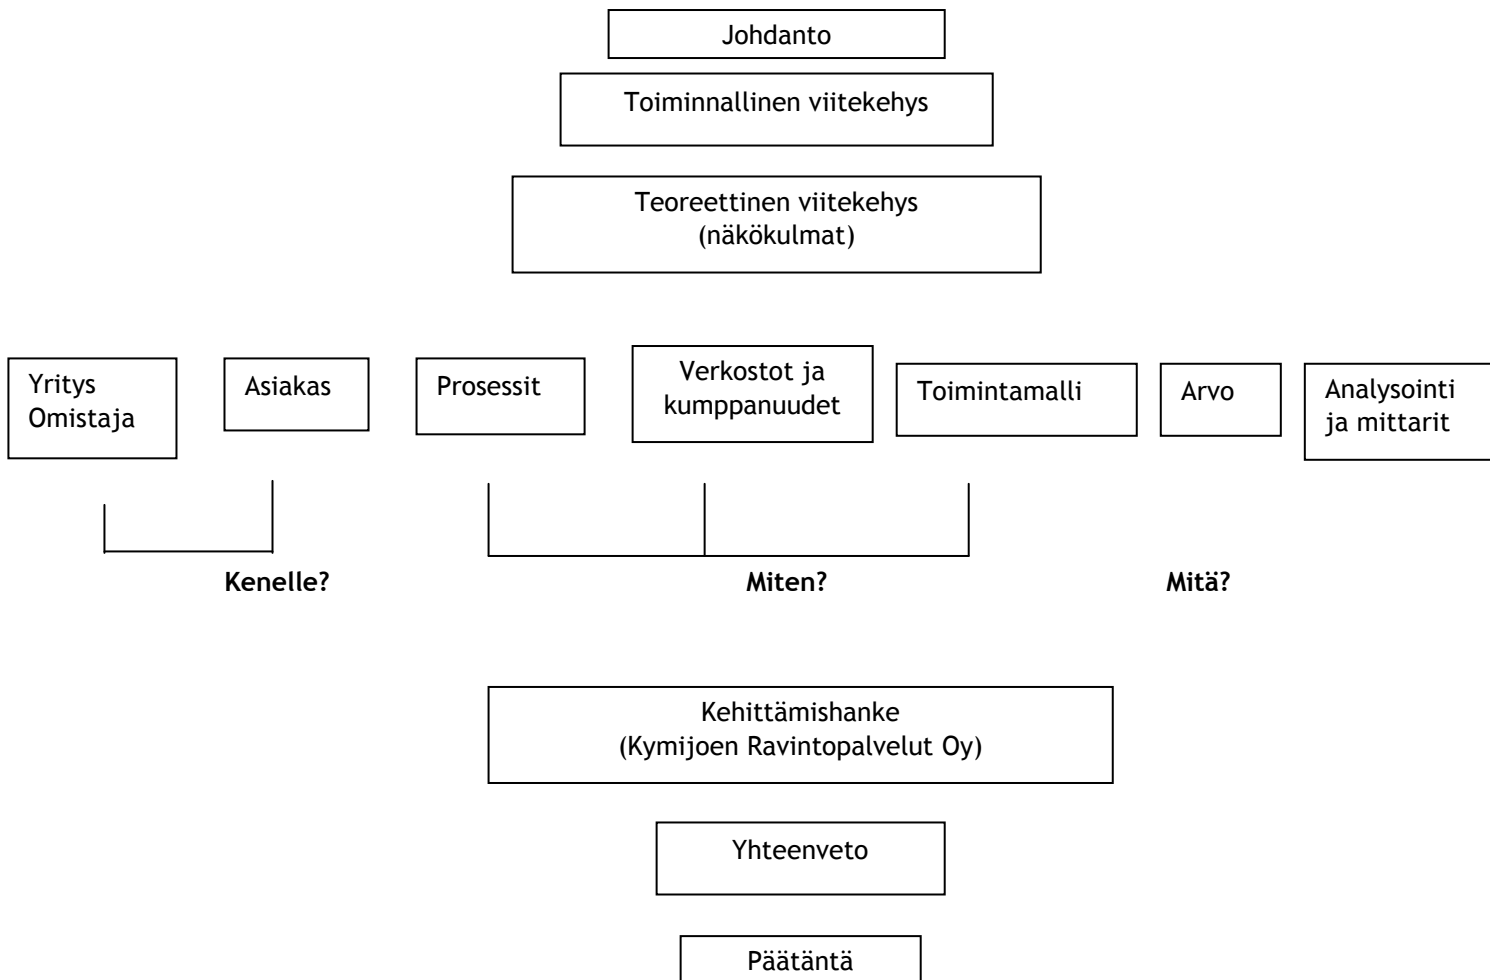 Johdanto
Toiminnallinen viitekehys
Teoreettinen viitekehys
(näkökulmat)
Yritys
Omistaja
Asiakas
Prosessit
Verkostot ja
kumppanuudet
Toimintamalli
Arvo
Analysointi
ja mittarit
Kenelle?
Miten?
Mitä?
Kehittämishanke
(Kymijoen Ravintopalvelut Oy)
Yhteenveto
Päätäntä